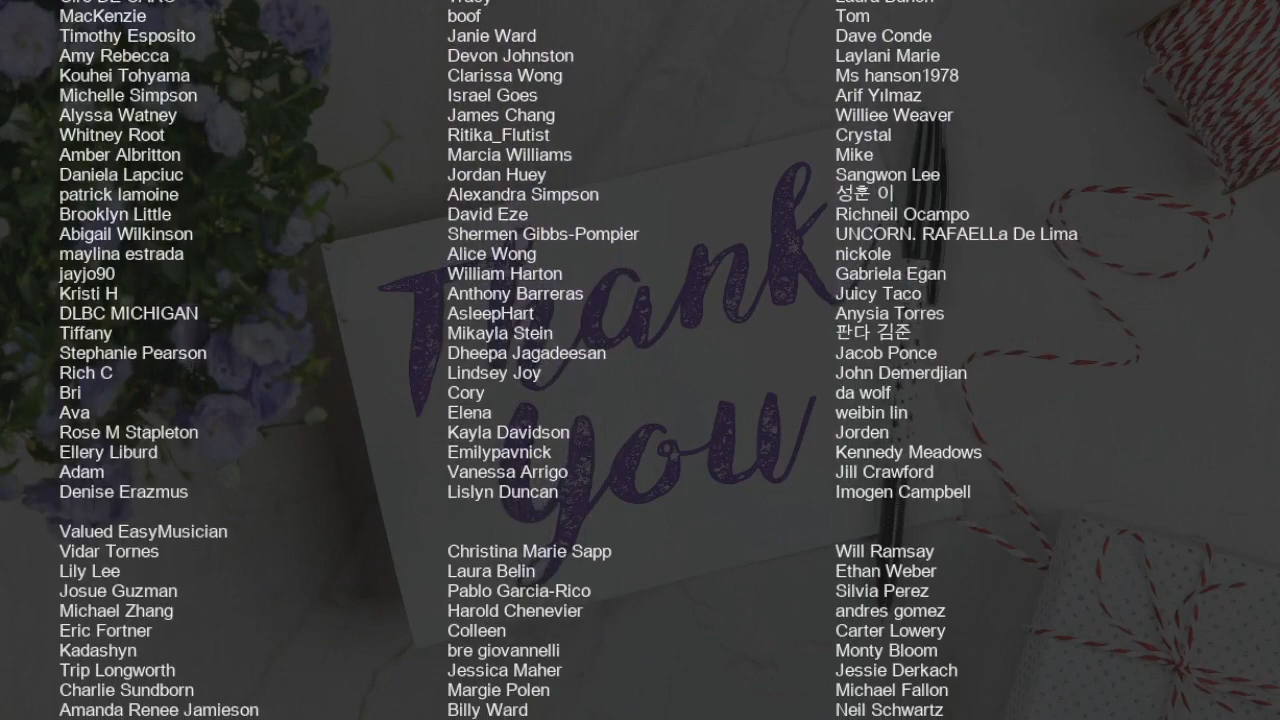 MacKenzie boof Tom
Timothy Esposito Janie Ward Dave Conde
Amy Rebecca Devon Johnston Laylani Marie
Kouhei Tohyama Clarissa Wong Ms hanson1978
Michelle Simpson Israel Goes Arif Yılmaz
Alyssa Watney James Chang Williee Weaver
Whitney Root Ritika_Flutist Crystal
Amber Albritton Marcia Williams Mike
Daniela Lapciuc Jordan Huey Sangwon Lee
patrick lamoine Alexandra Simpson 성훈 이
Brooklyn Little David Eze Richneil Ocampo
Abigail Wilkinson Shermen Gibbs-Pompier UNCORN. RAFAELLa De Lima
maylina estrada Alice Wong nickole
jayjo90 William Harton Gabriela Egan
Kristi H Anthony Barreras Juicy Taco
DLBC MICHIGAN AsleepHart Anysia Torres
Tiffany Mikayla Stein 판다 김준
Stephanie Pearson Dheepa Jagadeesan Jacob Ponce
Rich C Lindsey Joy John Demerdjian
Bri Cory da wolf
Ava Elena weibin lin
Rose M Stapleton Kayla Davidson Jorden
Ellery Liburd Emilypavnick Kennedy Meadows
Adam Vanessa Arrigo Jill Crawford
Denise Erazmus Lislyn Duncan Imogen Campbell
Valued EasyMusician
Vidar Tornes Christina Marie Sapp Will Ramsay
Lily Lee Laura Belin Ethan Weber
Josue Guzman Pablo Garcia-Rico Silvia Perez
Michael Zhang Harold Chenevier andres gomez
Eric Fortner Colleen Carter Lowery
Kadashyn bre giovannelli Monty Bloom
Trip Longworth Jessica Maher Jessie Derkach
Charlie Sundborn Margie Polen Michael Fallon
Amanda Renee Jamieson Billy Ward Neil Schwartz
Thank
you